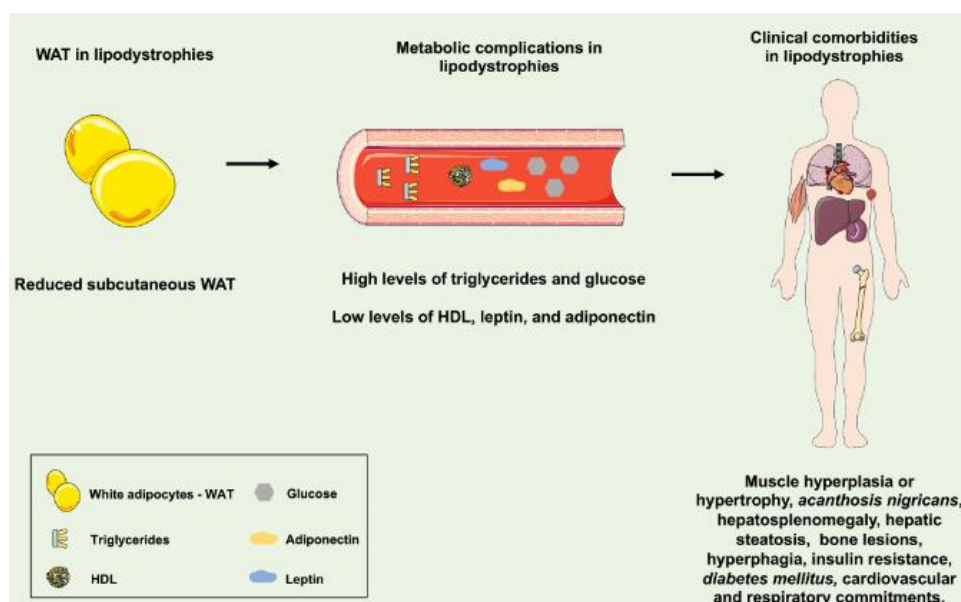 WAT in lipodystrophies
Reduced subcutaneous WAT
Metabolic complications in
lipodystrophies
High levels of triglycerides and glucose
Low levels of HDL, leptin, and adiponectin
Clinical comorbidities
in lipodystrophies
Muscle hyperplasia or
hypertrophy, acanthosis nigricans,
hepatosplenomegaly, hepatic
steatosis, bone lesions,
hyperphagia, insulin resistance,
diabetes mellitus, cardiovascular
and respiratory commitments.
White adipocytes - WAT
Triglycerides
HDL
Glucose
Adiponectin
Leptin